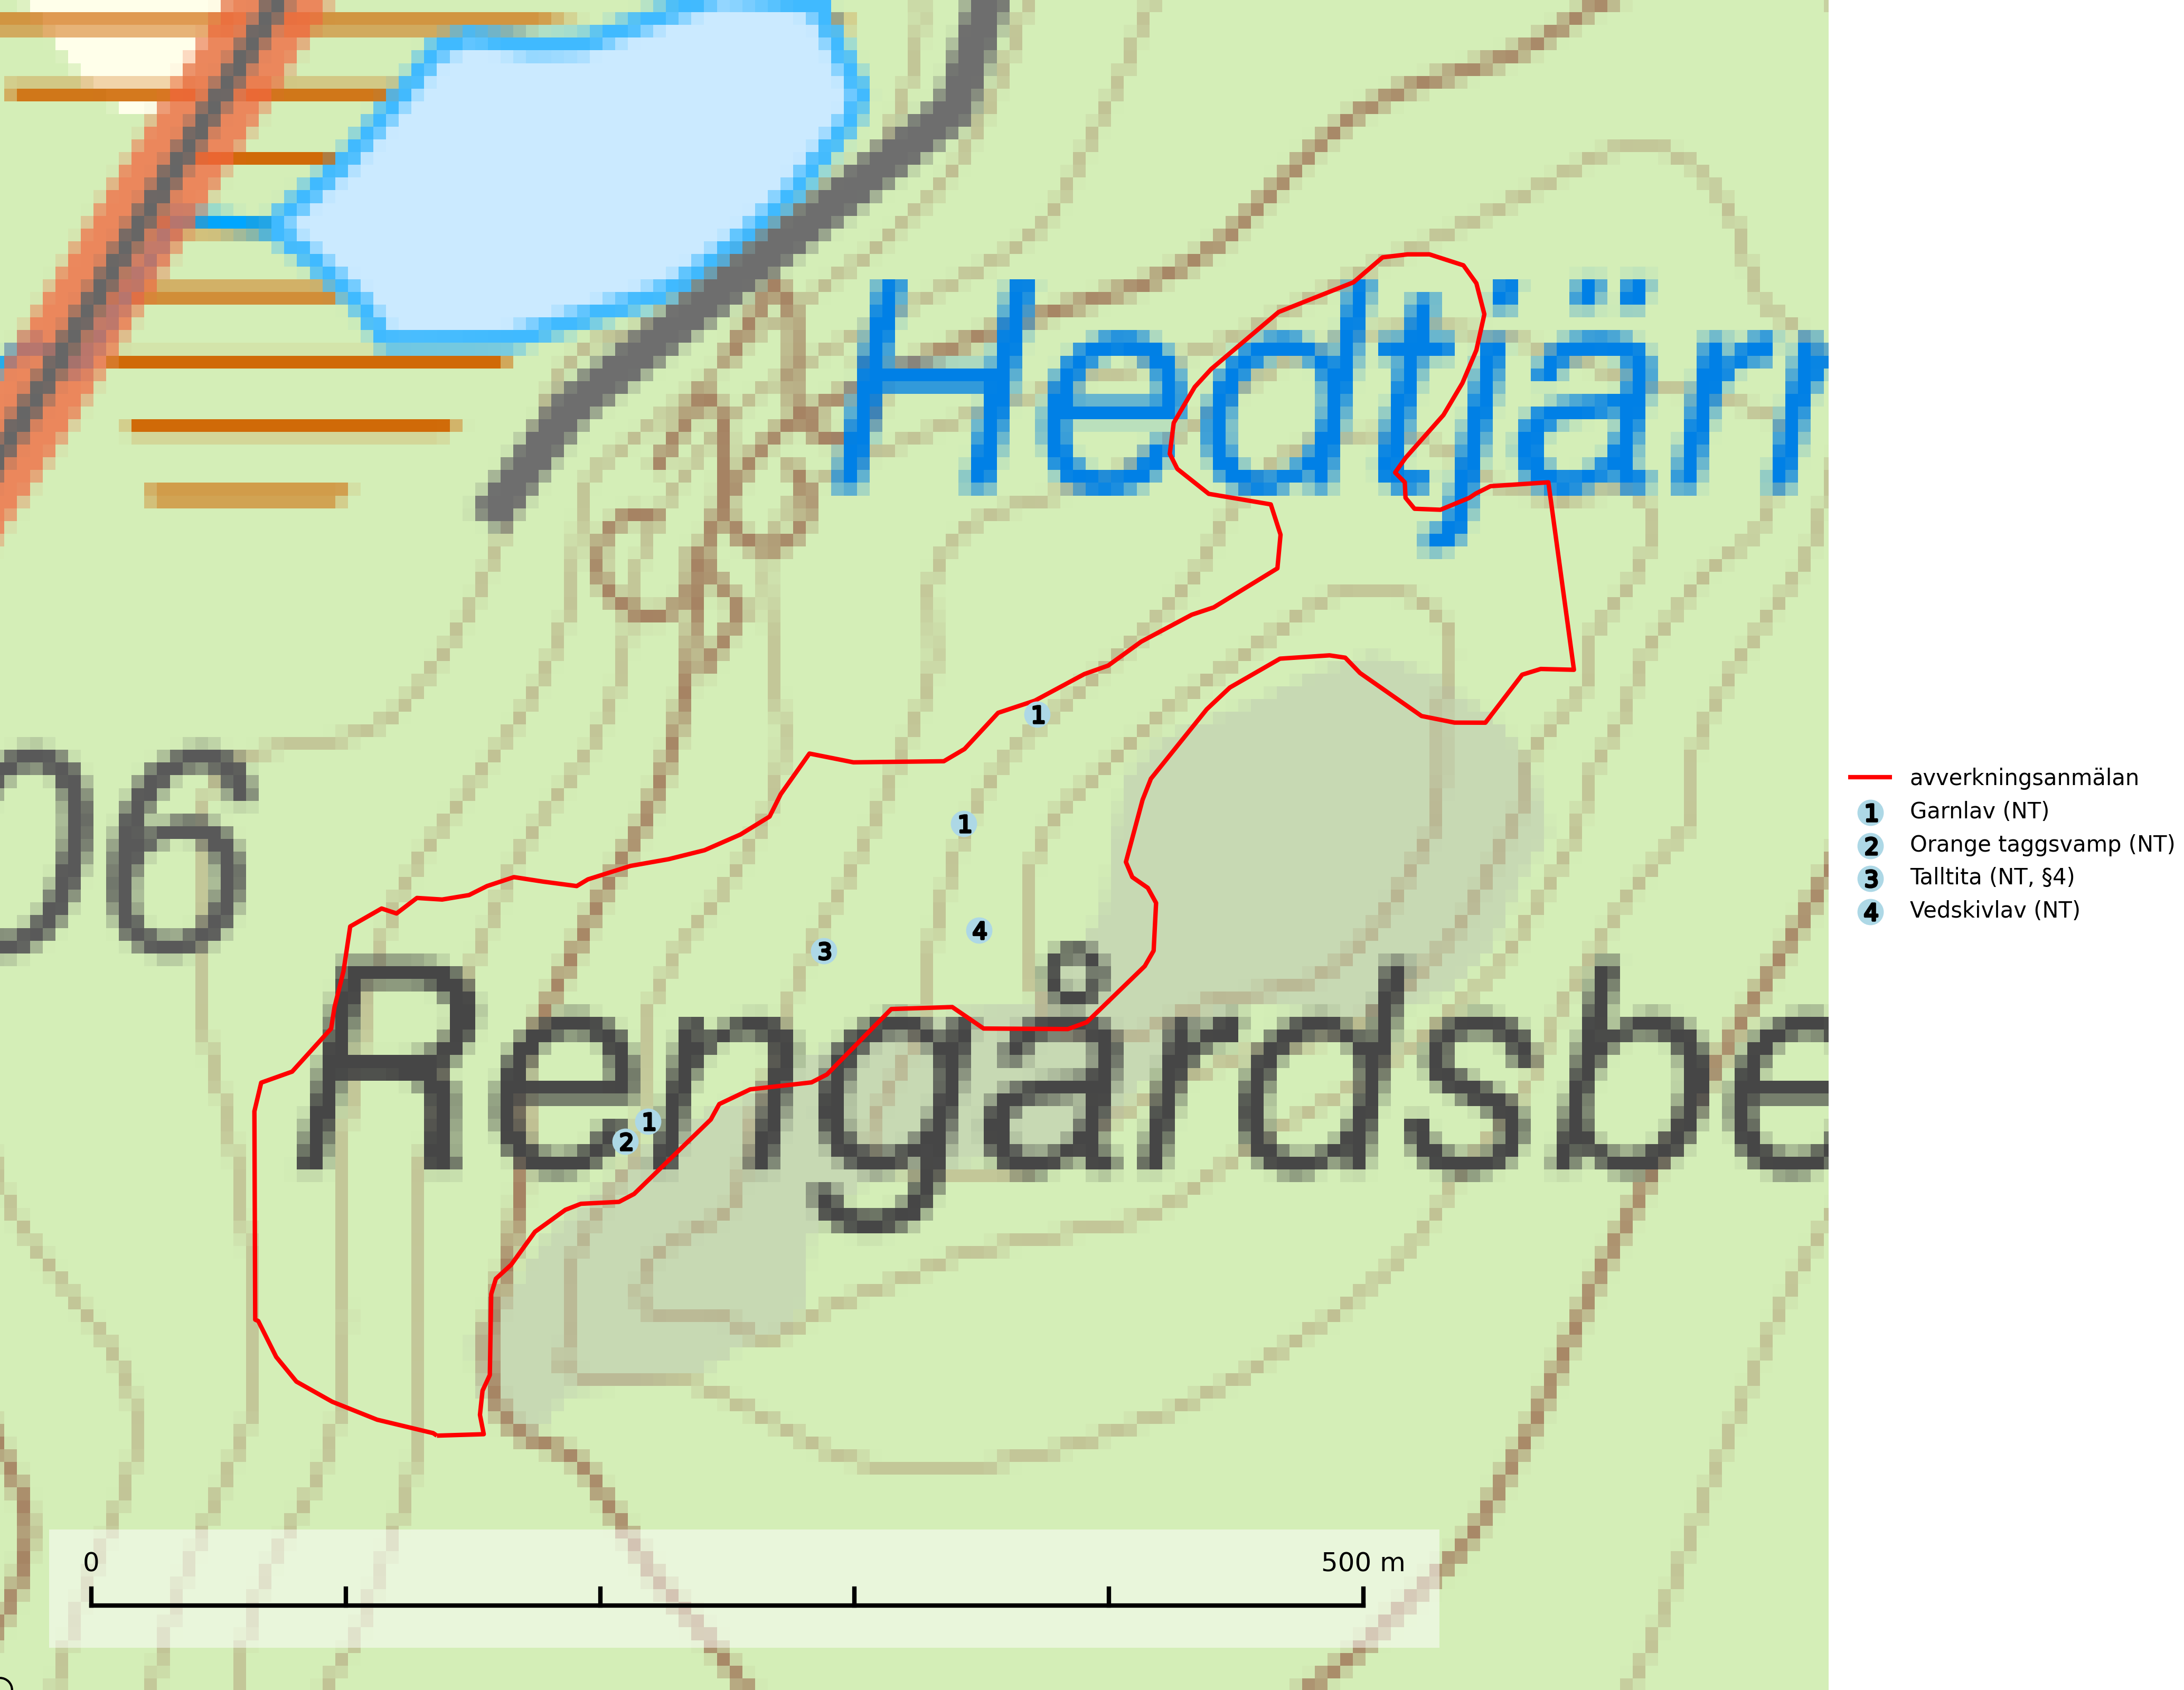 Hedtjärn
06
Rengårdsbe
0 500 m
1
1
4
3
1
2
avverkningsanmälan
1 Garnlav (NT)
2 Orange taggsvamp (NT)
3 Talltita (NT, §4)
4 Vedskivlav (NT)